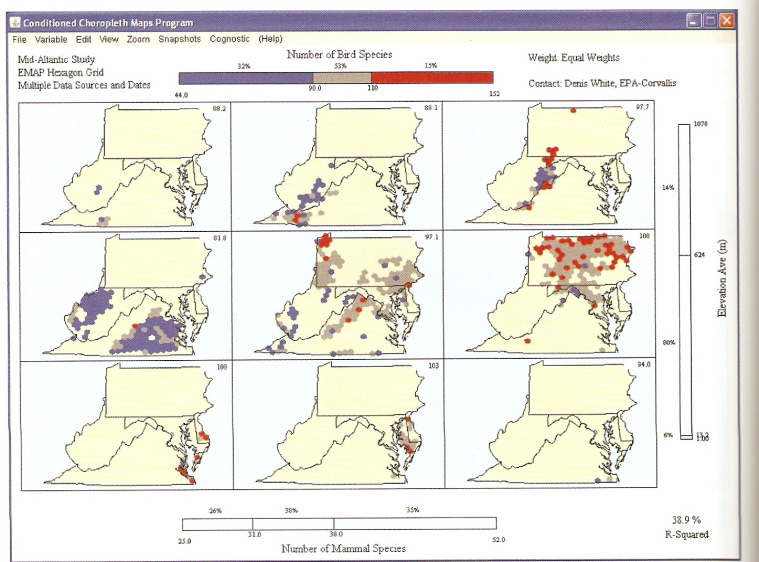 Conditioned Choropleth Maps Program
File Variable Edit View Zoom Snapshots Cognostic (Help)
Mid-Altantic Study
EMAP Hexagon Grid
Multiple Data Sources and Dates
Number of Bird Species
32% 53% 15%
44.0 90.0 110 152
Weight: Equal Weights
Contact: Denis White, EPA-Corvallis
88.2 88.1 97.7
81.8 97.1 108
108 103 94.0
1076
14%
624
Elevation Ave (m)
80%
6%
1.00
26% 38% 35%
25.0 31.0 38.0 52.0
Number of Mammal Species
38.9 %
R-Squared